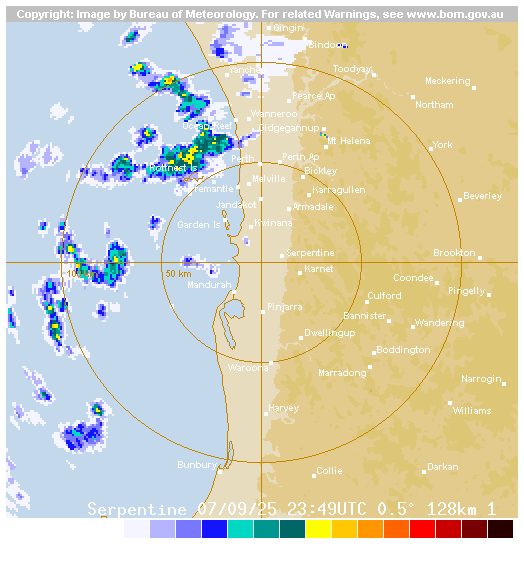 Copyright: Image by Bureau of Meteorology. For related Warnings, see www.bom.gov.au
Gingin
Bindoon
Yanchep
Toodyay
Meckering
Pearce Ap
Northam
Wanneroo
Ocean Reef
Gidgegannup
Mt Helena
York
Perth
Perth Ap
Rottnest Is
Bickley
Melville
Fremantle
Karragullen
Beverley
Jandakot
Armadale
Garden Is
Kwinana
Serpentine
Brookton
Karnet
50 km
Coondee
Mandurah
Pingelly
Culford
Pinjarra
Bannister
Wandering
Dwellingup
Boddington
Waroona
Marradong
Narrogin
Harvey
Williams
Bunbury
Collie
Darkan
Serpentine 07/09/25 23:49UTC 0.5° 128km 1